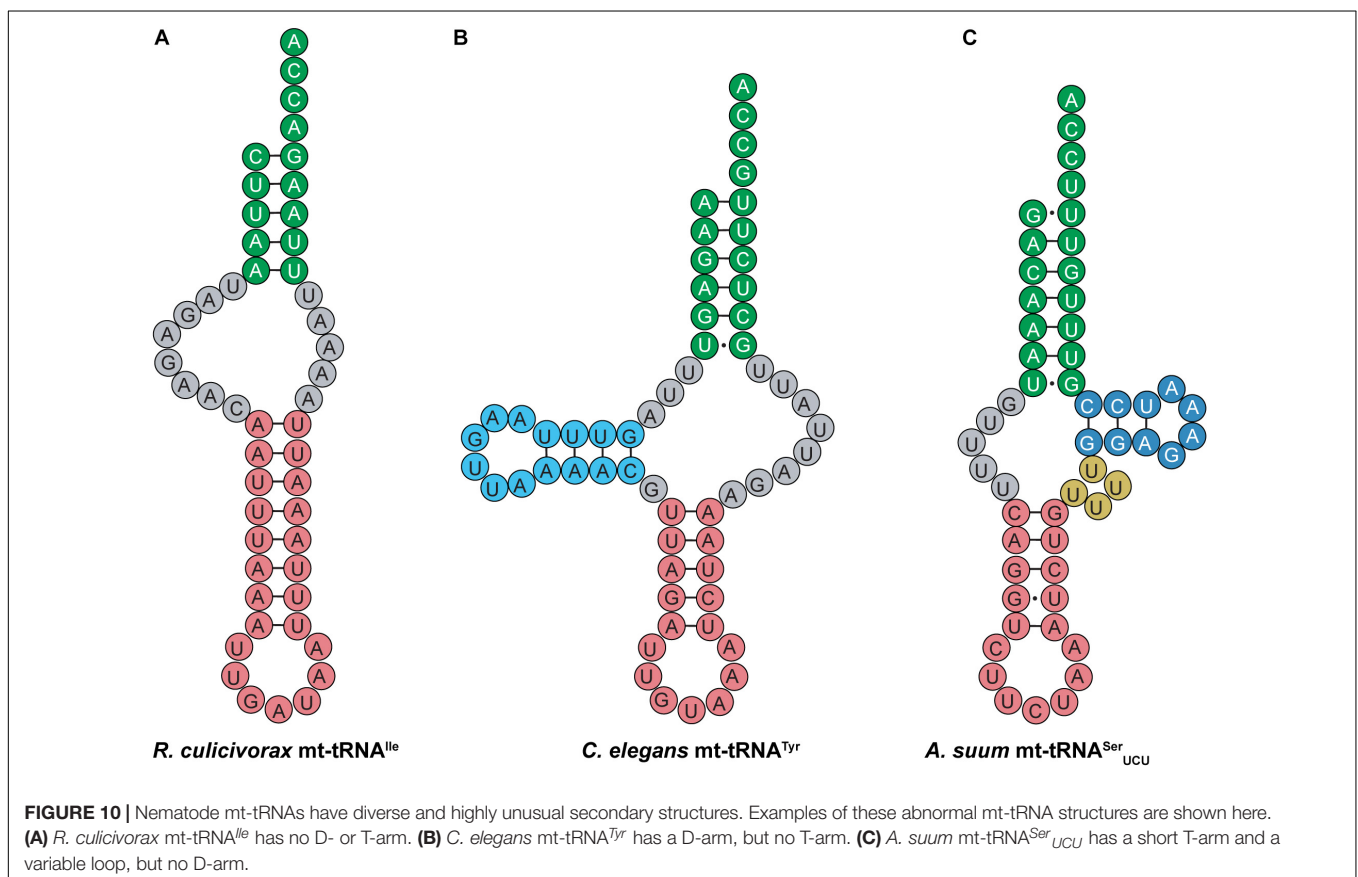 A
B
C
A
C
C
A
C G
U A
U A
A U
A U
U
A
G
A
G
A
A
C
U
A
A
A
A
A U
A U
U A
U A
U A
A U
A U
A U
U
U
G
A
U
A
A
A
C
C
G
A U
A U
G C
A U
G C
U · G
U
U
A
G
U
U
A
U
U
A
G
A
A A U U U G
G
U
U A A A A C
U A
U A
A U
G C
A U
U
U
G
U
A
A
A
A
C
C
U
G · U
A U
C G
A U
A U
A U
U · G
G
U
U
U
U
C C U A
A
A
A
G A G G
U
U
U
U
C G
A U
G C
G · U
U A
C
U
U
C
U
A
A
R. culicivorax mt-tRNAIle
C. elegans mt-tRNATyr
A. suum mt-tRNASerUCU
FIGURE 10 | Nematode mt-tRNAs have diverse and highly unusual secondary structures. Examples of these abnormal mt-tRNA structures are shown here.
(A) R. culicivorax mt-tRNAIle has no D- or T-arm. (B) C. elegans mt-tRNATyr has a D-arm, but no T-arm. (C) A. suum mt-tRNASerUCU has a short T-arm and a
variable loop, but no D-arm.